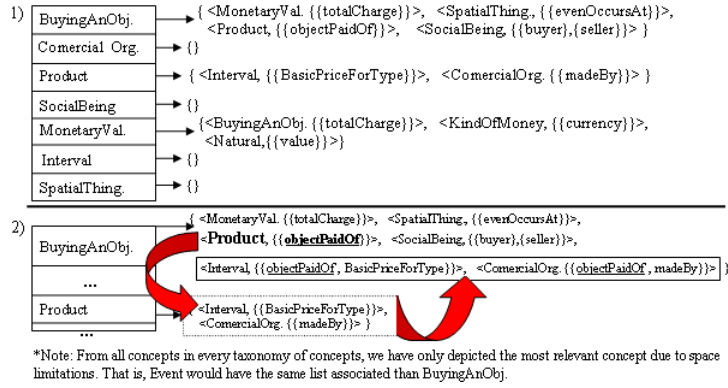 1)
BuyingAnObj.
{ <MonetaryVal. {{totalCharge}}>, <SpatialThing., {{evenOccursAt}}>,
<Product, {{objectPaidOf}}>, <SocialBeing, {{buyer},{seller}}> }
Comercial Org.
{}
Product
{ <Interval, {{BasicPriceForType}}>, <ComercialOrg. {{madeBy}}> }
SocialBeing
{}
MonetaryVal.
{<BuyingAnObj. {{totalCharge}}>, <KindOfMoney, {{currency}}>,
<Natural,{{value}}>}
Interval
{}
SpatialThing.
{}
2)
BuyingAnObj.
{ <MonetaryVal. {{totalCharge}}>, <SpatialThing., {{evenOccursAt}}>,
<Product, {{objectPaidOf}}>, <SocialBeing, {{buyer},{seller}}>,
<Interval, {{objectPaidOf, BasicPriceForType}}>, <ComercialOrg. {{objectPaidOf, madeBy}}> }
...
Product
{ <Interval, {{BasicPriceForType}}>,
<ComercialOrg. {{madeBy}}> }
...
*Note: From all concepts in every taxonomy of concepts, we have only depicted the most relevant concept due to space
limitations. That is, Event would have the same list associated than BuyingAnObj.